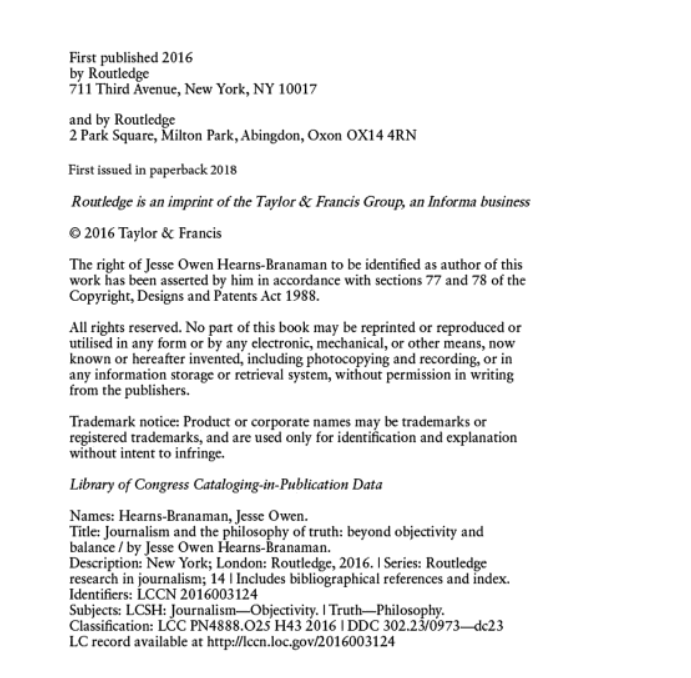 First published 2016
by Routledge
711 Third Avenue, New York, NY 10017
and by Routledge
2 Park Square, Milton Park, Abingdon, Oxon OX14 4RN
First issued in paperback 2018
Routledge is an imprint of the Taylor & Francis Group, an Informa business
© 2016 Taylor & Francis
The right of Jesse Owen Hearns-Branaman to be identified as author of this
work has been asserted by him in accordance with sections 77 and 78 of the
Copyright, Designs and Patents Act 1988.
All rights reserved. No part of this book may be reprinted or reproduced or
utilised in any form or by any electronic, mechanical, or other means, now
known or hereafter invented, including photocopying and recording, or in
any information storage or retrieval system, without permission in writing
from the publishers.
Trademark notice: Product or corporate names may be trademarks or
registered trademarks, and are used only for identification and explanation
without intent to infringe.
Library of Congress Cataloging-in-Publication Data
Names: Hearns-Branaman, Jesse Owen.
Title: Journalism and the philosophy of truth: beyond objectivity and
balance / by Jesse Owen Hearns-Branaman.
Description: New York; London: Routledge, 2016. | Series: Routledge
research in journalism; 14 | Includes bibliographical references and index.
Identifiers: LCCN 2016003124
Subjects: LCSH: Journalism—Objectivity. | Truth—Philosophy.
Classification: LCC PN4888.O25 H43 2016 | DDC 302.23/0973—dc23
LC record available at http://lccn.loc.gov/2016003124